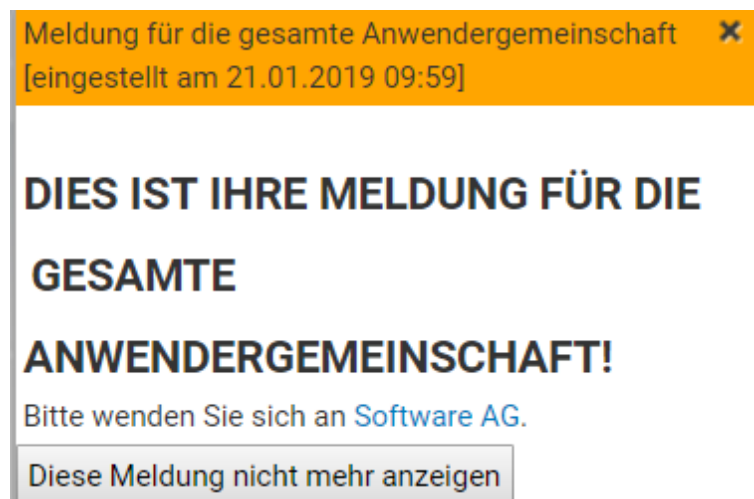 Meldung für die gesamte Anwendergemeinschaft
[eingestellt am 21.01.2019 09:59]
DIES IST IHRE MELDUNG FÜR DIE
GESAMTE
ANWENDERGEMEINSCHAFT!
Bitte wenden Sie sich an Software AG.
Diese Meldung nicht mehr anzeigen